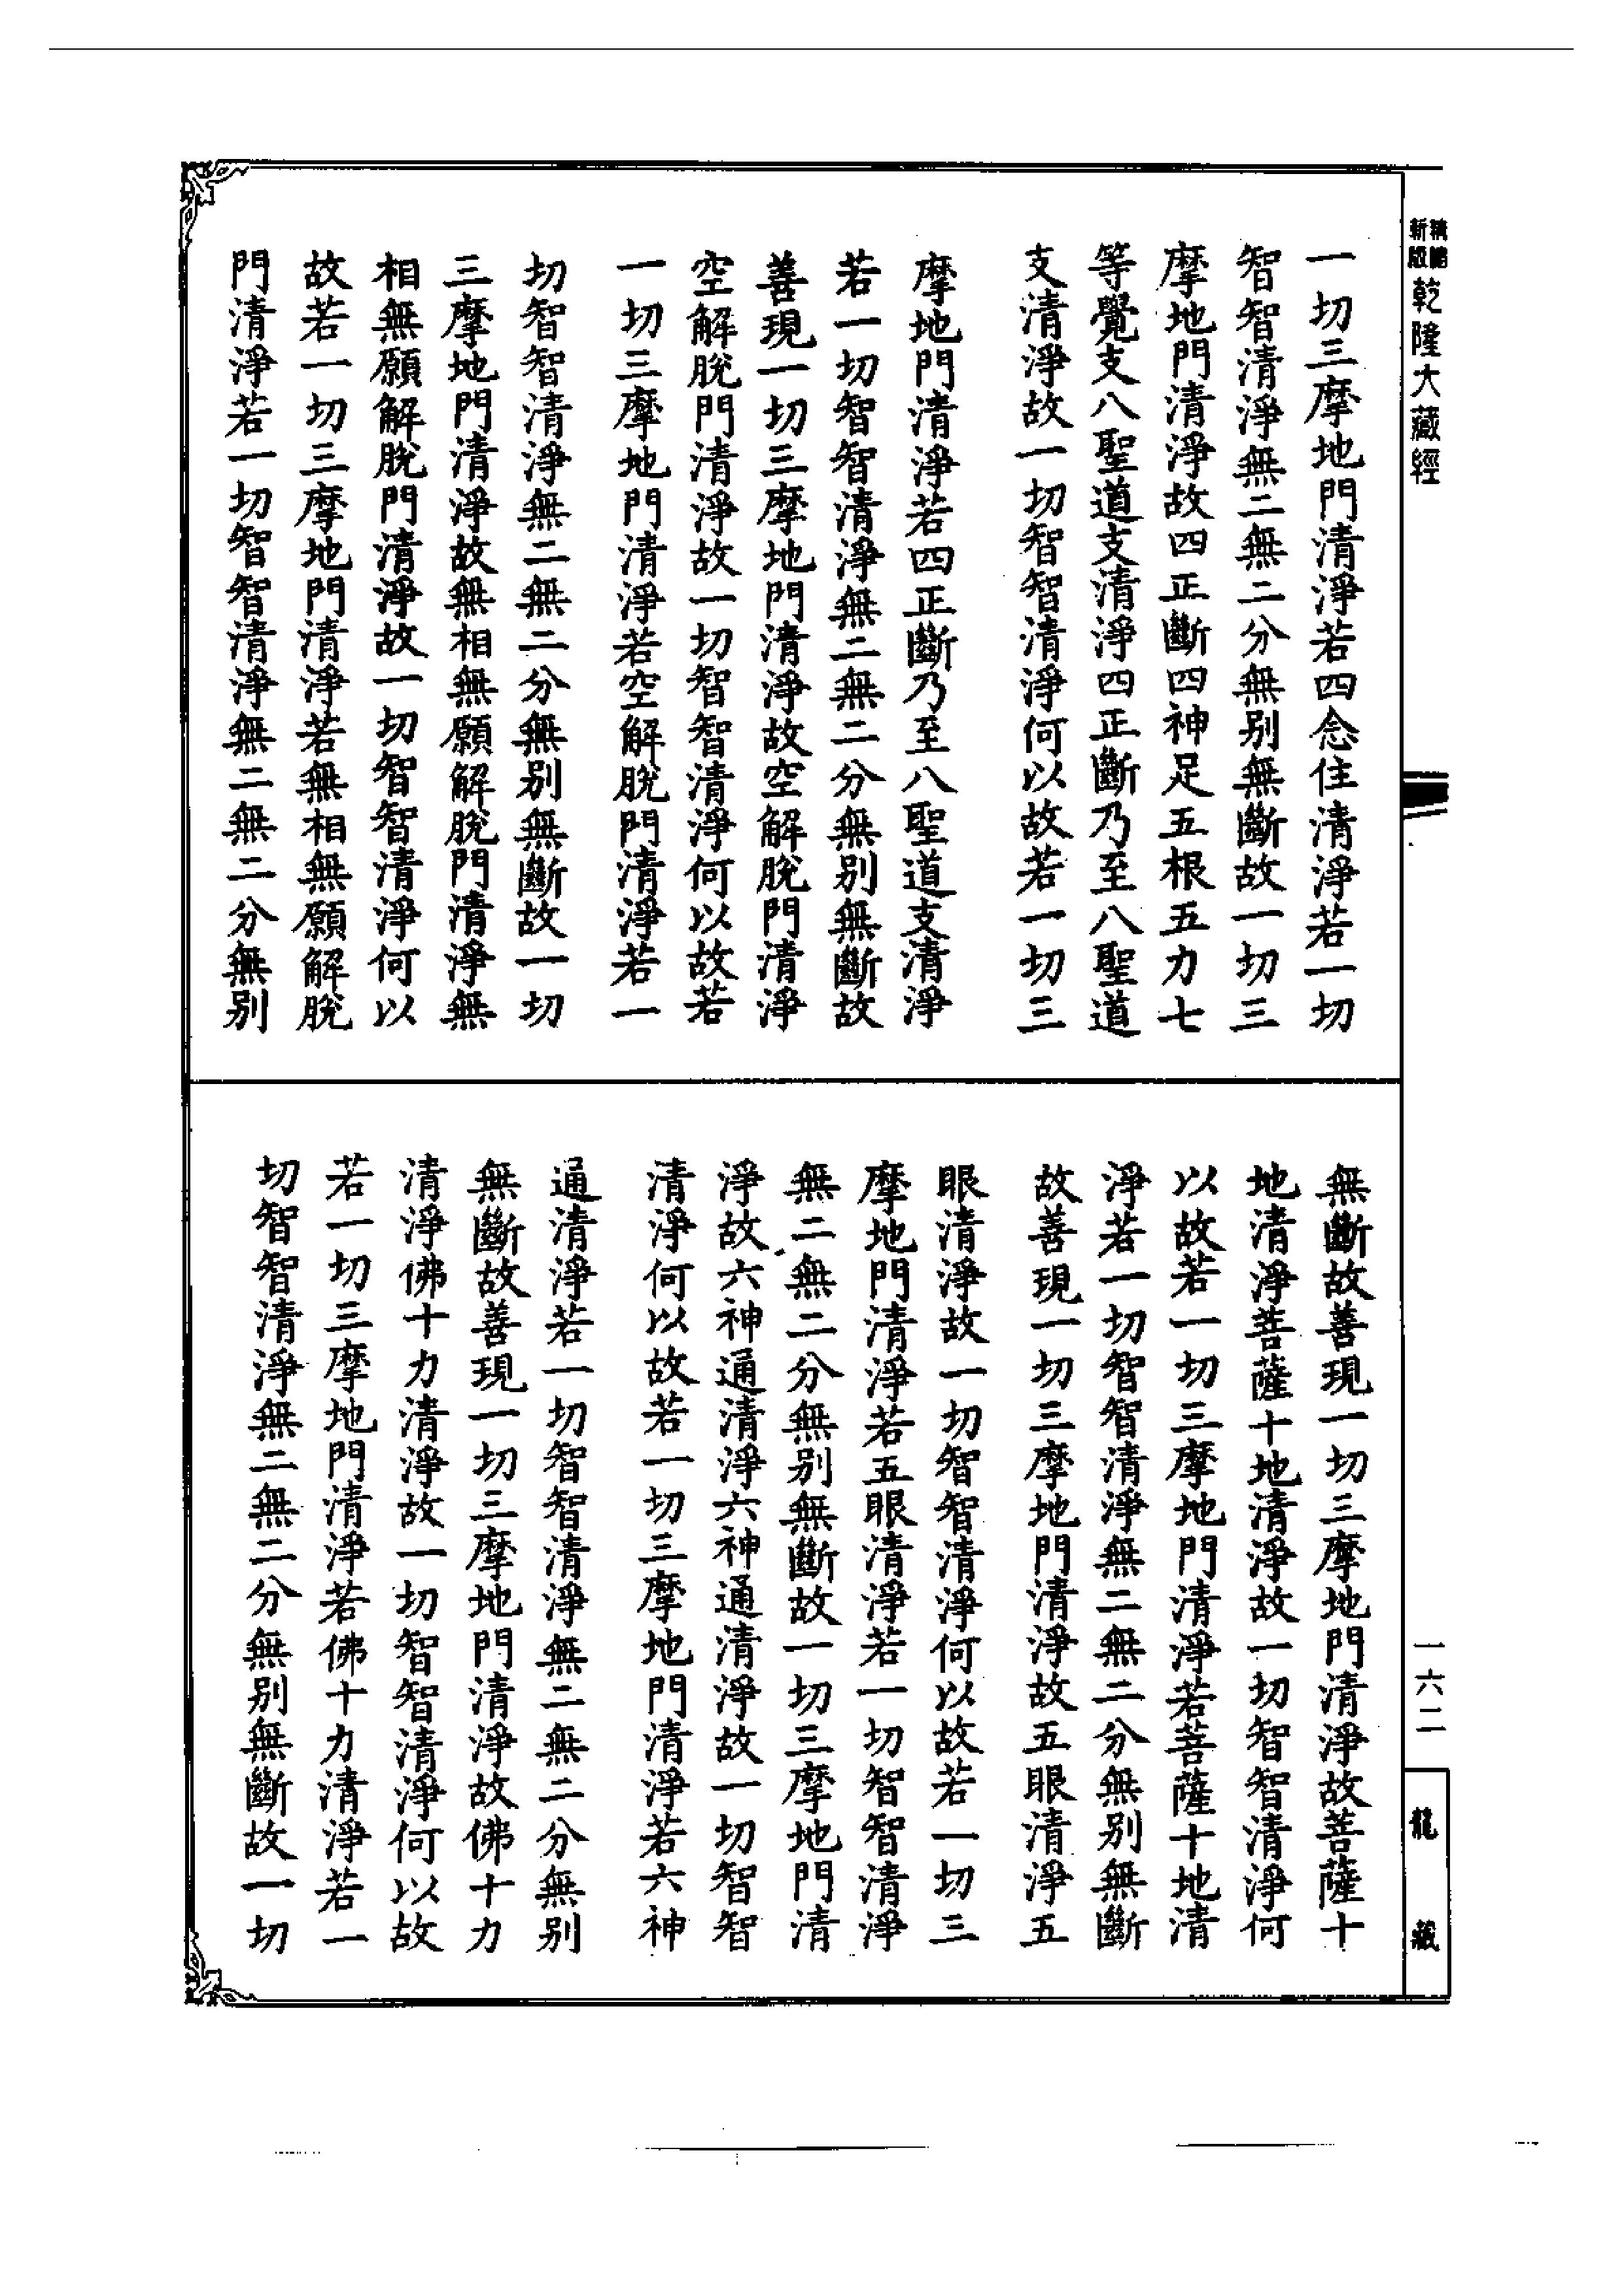 新版
乾隆大藏經
一切三摩地門清淨若四念住清淨若一切
智智清淨無二無二分無別無斷故一切三
摩地門清淨故四正斷四神足五根五力七
等覺支八聖道支清淨四正斷乃至八聖道
支清淨故一切智智清淨何以故若一切三
摩地門清淨若四正斷乃至八聖道支清淨
若一切智智清淨無二無二分無別無斷故
善現一切三摩地門清淨故空解脫門清淨
空解脫門清淨故一切智智清淨何以故若
一切三摩地門清淨若空解脫門清淨若一
切智智清淨無二無二分無別無斷故一切
三摩地門清淨故無相無願解脫門清淨無
相無願解脫門清淨故一切智智清淨何以
故若一切三摩地門清淨若無相無願解脫
門清淨若一切智智清淨無二無二分無別
無斷故善現一切三摩地門清淨故菩薩十
地清淨菩薩十地清淨故一切智智清淨何
以故若一切三摩地門清淨若菩薩十地清
淨若一切智智清淨無二無二分無別無斷
故善現一切三摩地門清淨故五眼清淨五
眼清淨故一切智智清淨何以故若一切三
摩地門清淨若五眼清淨若一切智智清淨
無二無二分無別無斷故一切三摩地門清
淨故六神通清淨六神通清淨故一切智智
清淨何以故若一切三摩地門清淨若六神
通清淨若一切智智清淨無二無二分無別
無斷故善現一切三摩地門清淨故佛十力
清淨佛十力清淨故一切智智清淨何以故
若一切三摩地門清淨若佛十力清淨若一
切智智清淨無二無二分無別無斷故一切
一六二
龍藏